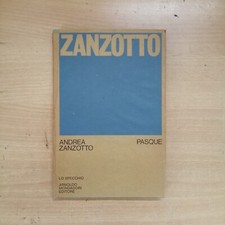 ZANZOTTO
ANDREA
ZANZOTTO
PASQUE
LO SPECCHIO
ARNOLDO
MONDADORI
EDITORE